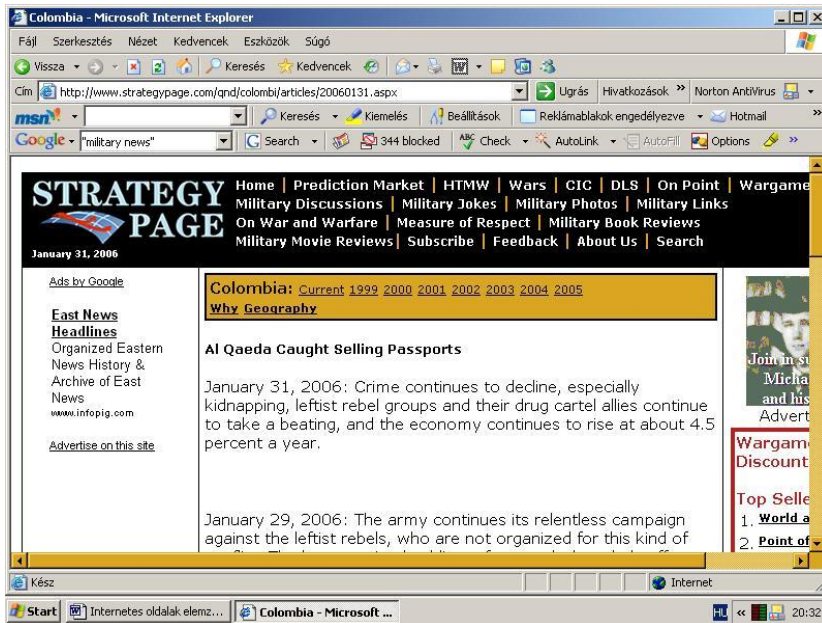 Colombia - Microsoft Internet Explorer
Fájl Szerkesztés Nézet Kedvencek Eszközök Súgó
Vissza Keresés Kedvencek
Cím http://www.strategypage.com/qnd/colombi/articles/20060131.aspx Ugrás Hivatkozások » Norton AntiVirus
msn Keresés Kiemelés Beállítások Reklámablakok engedélyezve Hotmail »
Google "military news" Search 344 blocked Check AutoLink AutoFill Options »
STRATEGY PAGE
January 31, 2006
Home | Prediction Market | HTMW | Wars | CIC | DLS | On Point | Wargame
Military Discussions | Military Jokes | Military Photos | Military Links
On War and Warfare | Measure of Respect | Military Book Reviews
Military Movie Reviews | Subscribe | Feedback | About Us | Search
Ads by Google
East News
Headlines
Organized Eastern
News History &
Archive of East
News
www.infopig.com
Advertise on this site
Colombia: Current 1999 2000 2001 2002 2003 2004 2005
Why Geography
Al Qaeda Caught Selling Passports
January 31, 2006: Crime continues to decline, especially
kidnapping, leftist rebel groups and their drug cartel allies continue
to take a beating, and the economy continues to rise at about 4.5
percent a year.
January 29, 2006: The army continues its relentless campaign
against the leftist rebels, who are not organized for this kind of
Join in su
Micha
and his
Advert
Wargam
Discount
Top Selle
1. World a
2. Point of
Kész Internet
Start Internetes oldalak elemz... Colombia - Microsoft ... HU « 20:32